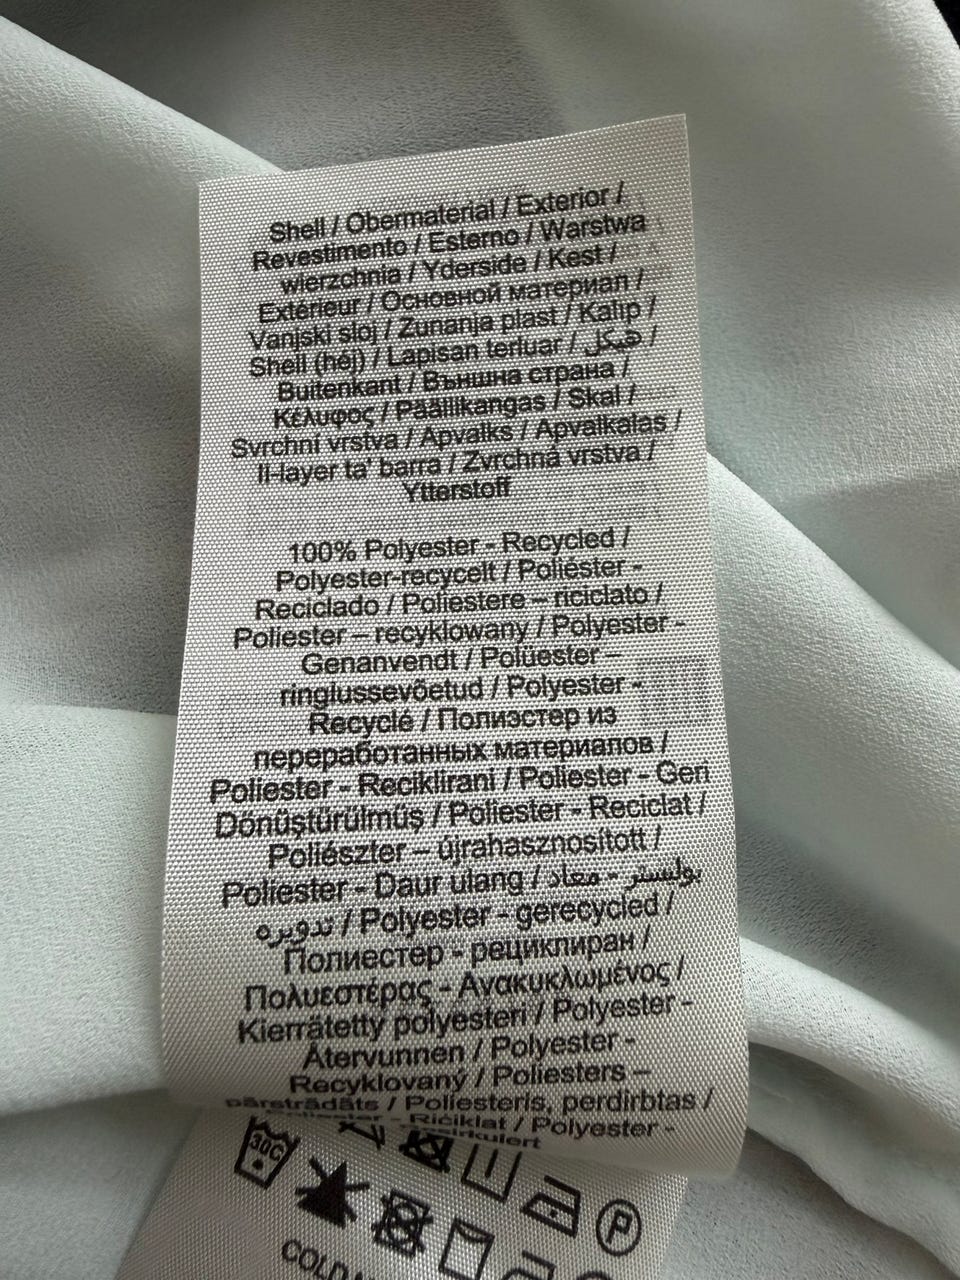 Shell / Obermaterial / Exterior /
Revestimento / Esterno / Warstwa
wierzchnia / Yderside / Kest /
Extérieur / Основной материал /
Vanjski sloj / Zunanja plast / Kalıp /
Shell (héj) / Lapisan terluar / هيكل /
Buitenkant / Външна страна /
Κέλυφος / Päällikangas / Skal /
Svrchní vrstva / Apvalks / Apvalkalas /
Il-layer ta' barra / Zvrchná vrstva /
Ytterstoff
100% Polyester - Recycled /
Polyester-recycelt / Poliéster -
Reciclado / Poliestere – riciclato /
Poliester – recyklowany / Polyester -
Genanvendt / Polüester –
ringlussevõetud / Polyester -
Recyclé / Полиэстер из
переработанных материалов /
Poliester - Reciklirani / Poliester - Geri
Dönüştürülmüş / Poliester - Reciclat /
Poliészter – újrahasznosított /
Poliester - Daur ulang / بوليستر - معاد
تدويره / Polyester - gerecycled /
Полиестер - рециклиран /
Πολυεστέρας - Ανακυκλωμένος /
Kierrätetty polyesteri / Polyester -
Återvunnen / Polyester -
Recyklovaný / Poliesters –
pārstrādāts / Poliesteris, perdirbtas /
Poliester - Riċiklat / Polyester -
30C
P
COLD